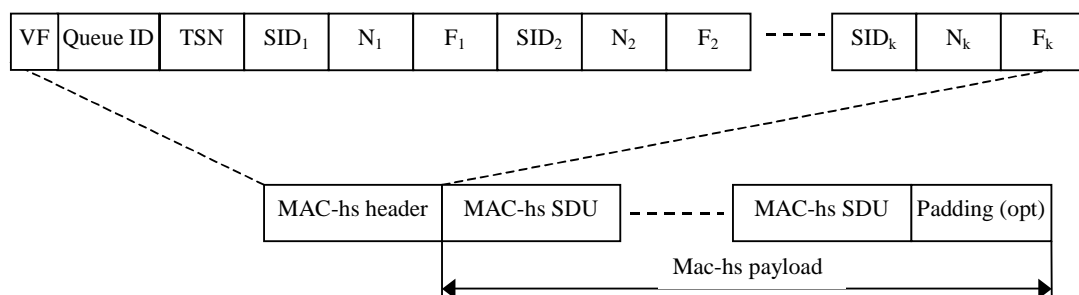 VF Queue ID TSN SID₁ N₁ F₁ SID₂ N₂ F₂ SIDₖ Nₖ Fₖ
MAC-hs header MAC-hs SDU MAC-hs SDU Padding (opt)
Mac-hs payload